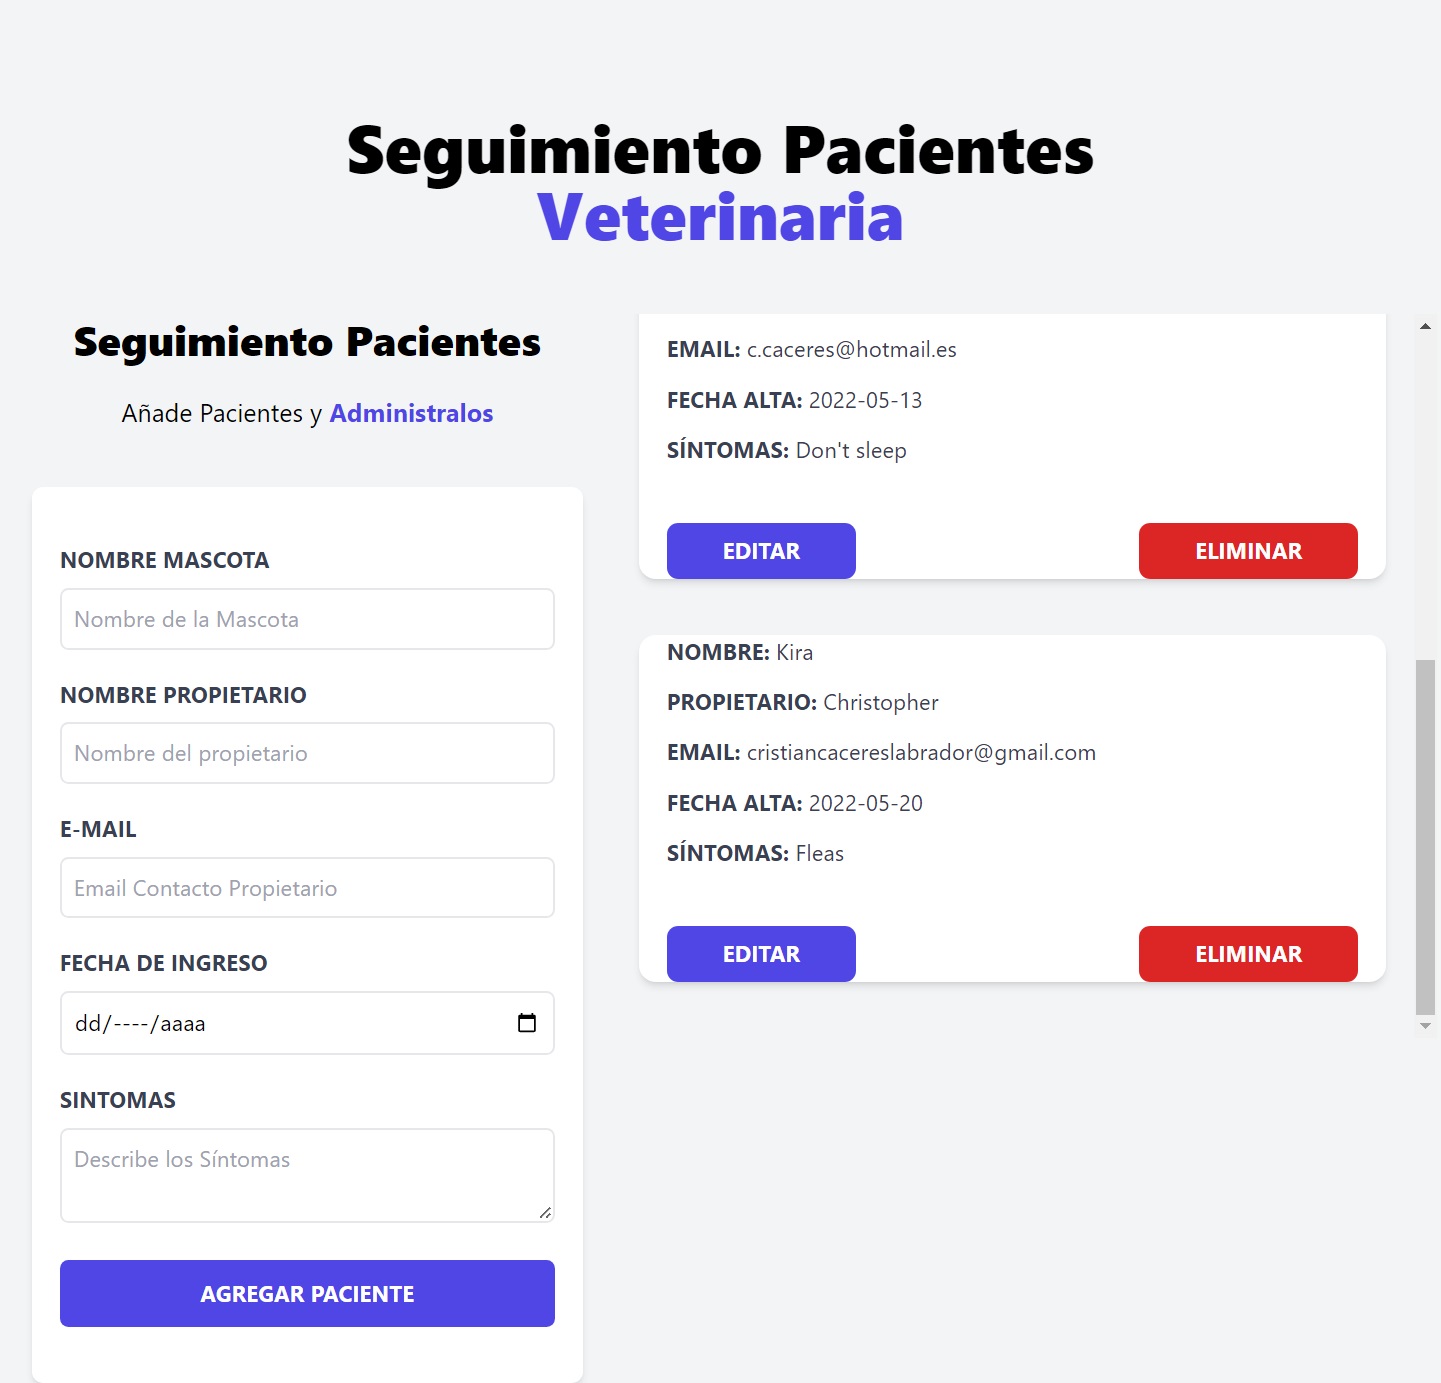 Seguimiento Pacientes
Veterinaria
Seguimiento Pacientes
Añade Pacientes y Administralos
NOMBRE MASCOTA
Nombre de la Mascota
NOMBRE PROPIETARIO
Nombre del propietario
E-MAIL
Email Contacto Propietario
FECHA DE INGRESO
dd/----/aaaa
SINTOMAS
Describe los Síntomas
AGREGAR PACIENTE
EMAIL: c.caceres@hotmail.es
FECHA ALTA: 2022-05-13
SÍNTOMAS: Don't sleep
EDITAR
ELIMINAR
NOMBRE: Kira
PROPIETARIO: Christopher
EMAIL: cristiancacereslabrador@gmail.com
FECHA ALTA: 2022-05-20
SÍNTOMAS: Fleas
EDITAR
ELIMINAR